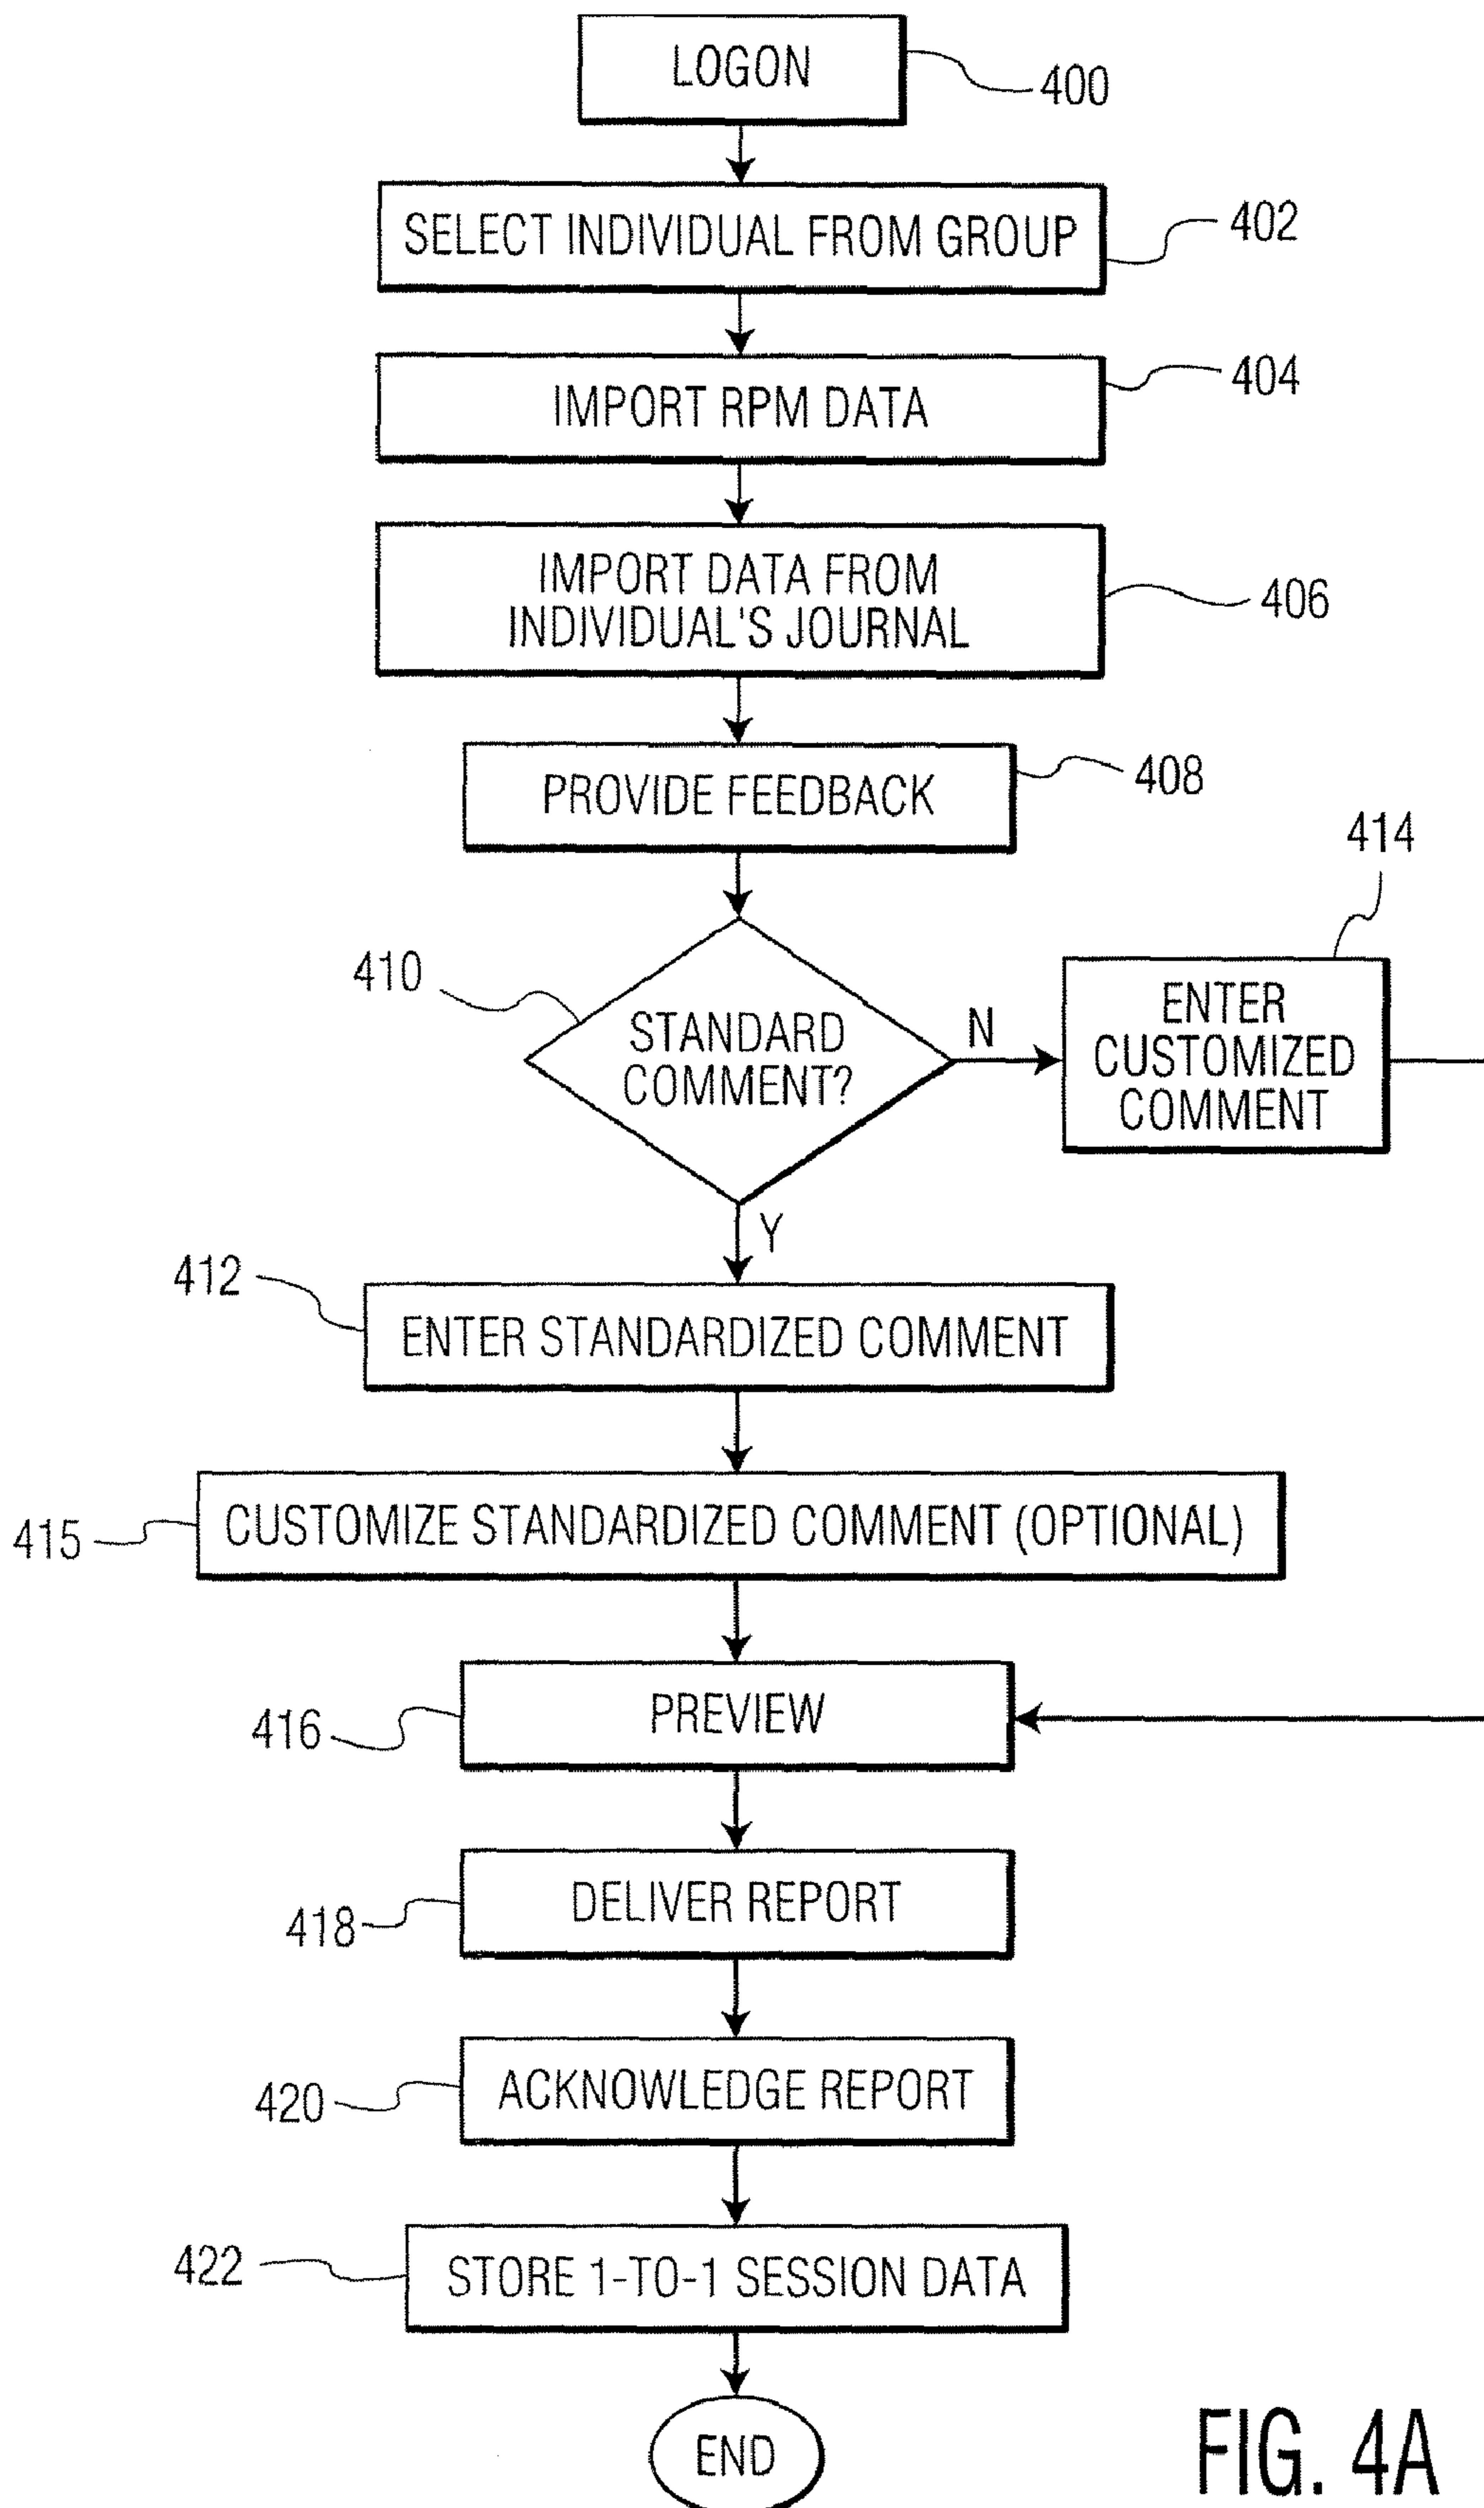 LOGON
400
SELECT INDIVIDUAL FROM GROUP
402
IMPORT RPM DATA
404
IMPORT DATA FROM
INDIVIDUAL'S JOURNAL
406
PROVIDE FEEDBACK
408
410
STANDARD
COMMENT?
N
414
ENTER
CUSTOMIZED
COMMENT
Y
412
ENTER STANDARDIZED COMMENT
415
CUSTOMIZE STANDARDIZED COMMENT (OPTIONAL)
416
PREVIEW
418
DELIVER REPORT
420
ACKNOWLEDGE REPORT
422
STORE 1-TO-1 SESSION DATA
END
FIG. 4A